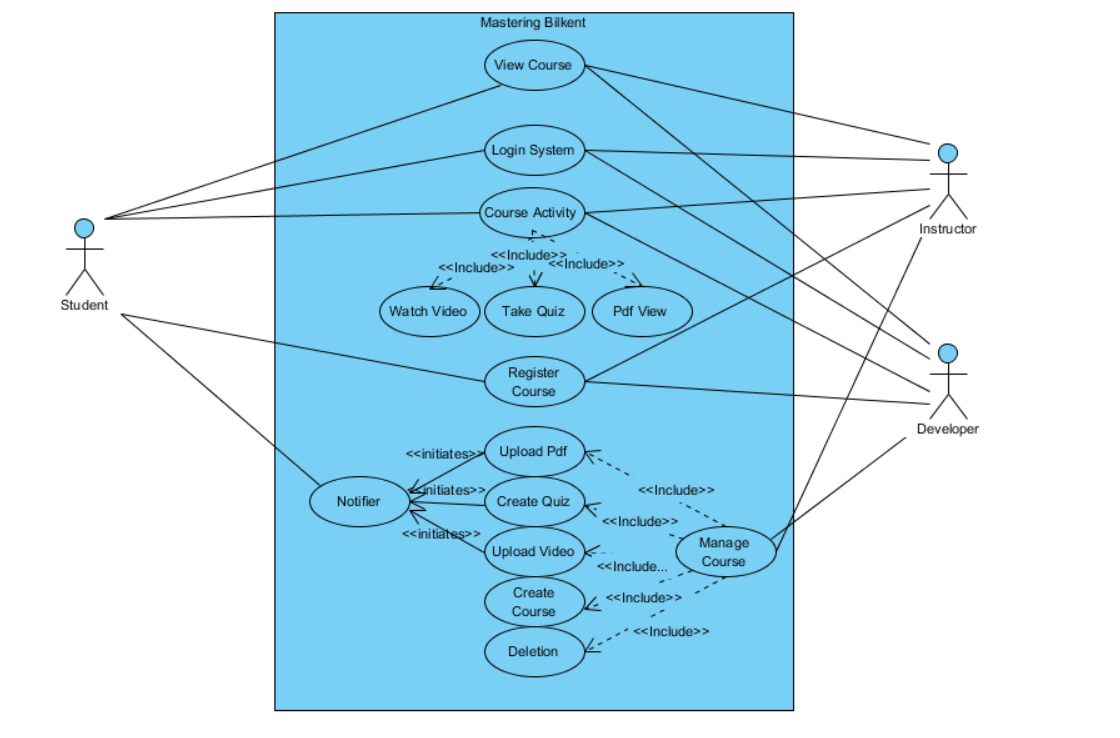 Mastering Bilkent
View Course
Login System
Course Activity
Instructor
<<Include>>
<<Include>>
<<Include>>
Student
Watch Video
Take Quiz
Pdf View
Register
Course
Developer
<<initiates>>
Upload Pdf
<<initiates>>
<<Include>>
Notifier
Create Quiz
<<Include>>
<<initiates>>
Upload Video
Manage
Course
<<Include...
Create
Course
<<Include>>
<<Include>>
Deletion